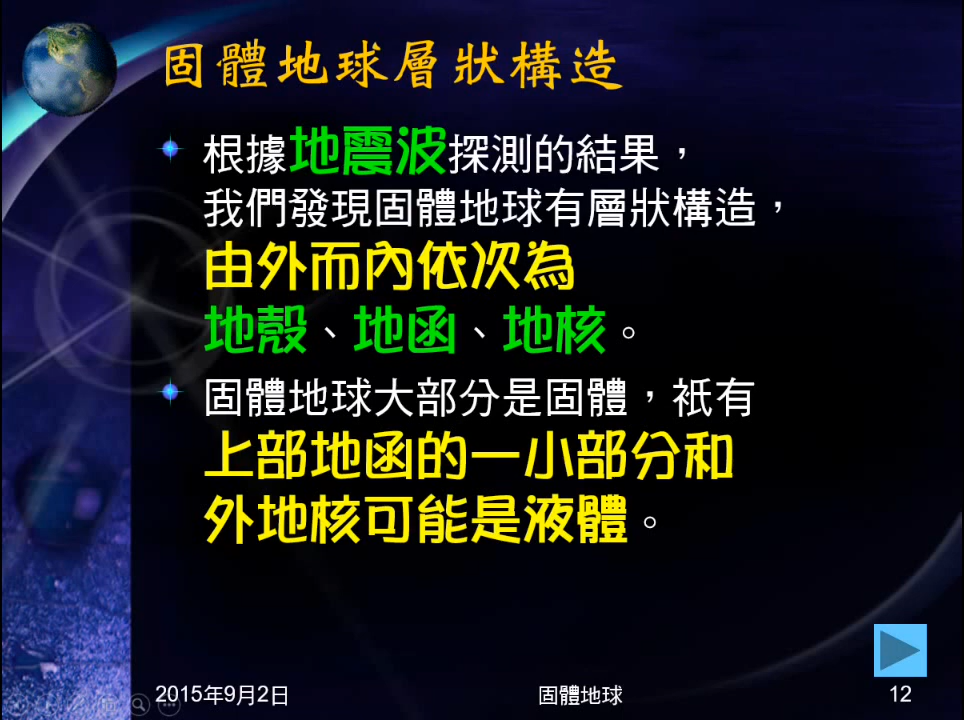 固體地球層狀構造
根據地震波探測的結果，
我們發現固體地球有層狀構造，
由外而內依次為
地殼、地函、地核。
固體地球大部分是固體，祇有
上部地函的一小部分和
外地核可能是液體。
2015年9月2日
固體地球
12